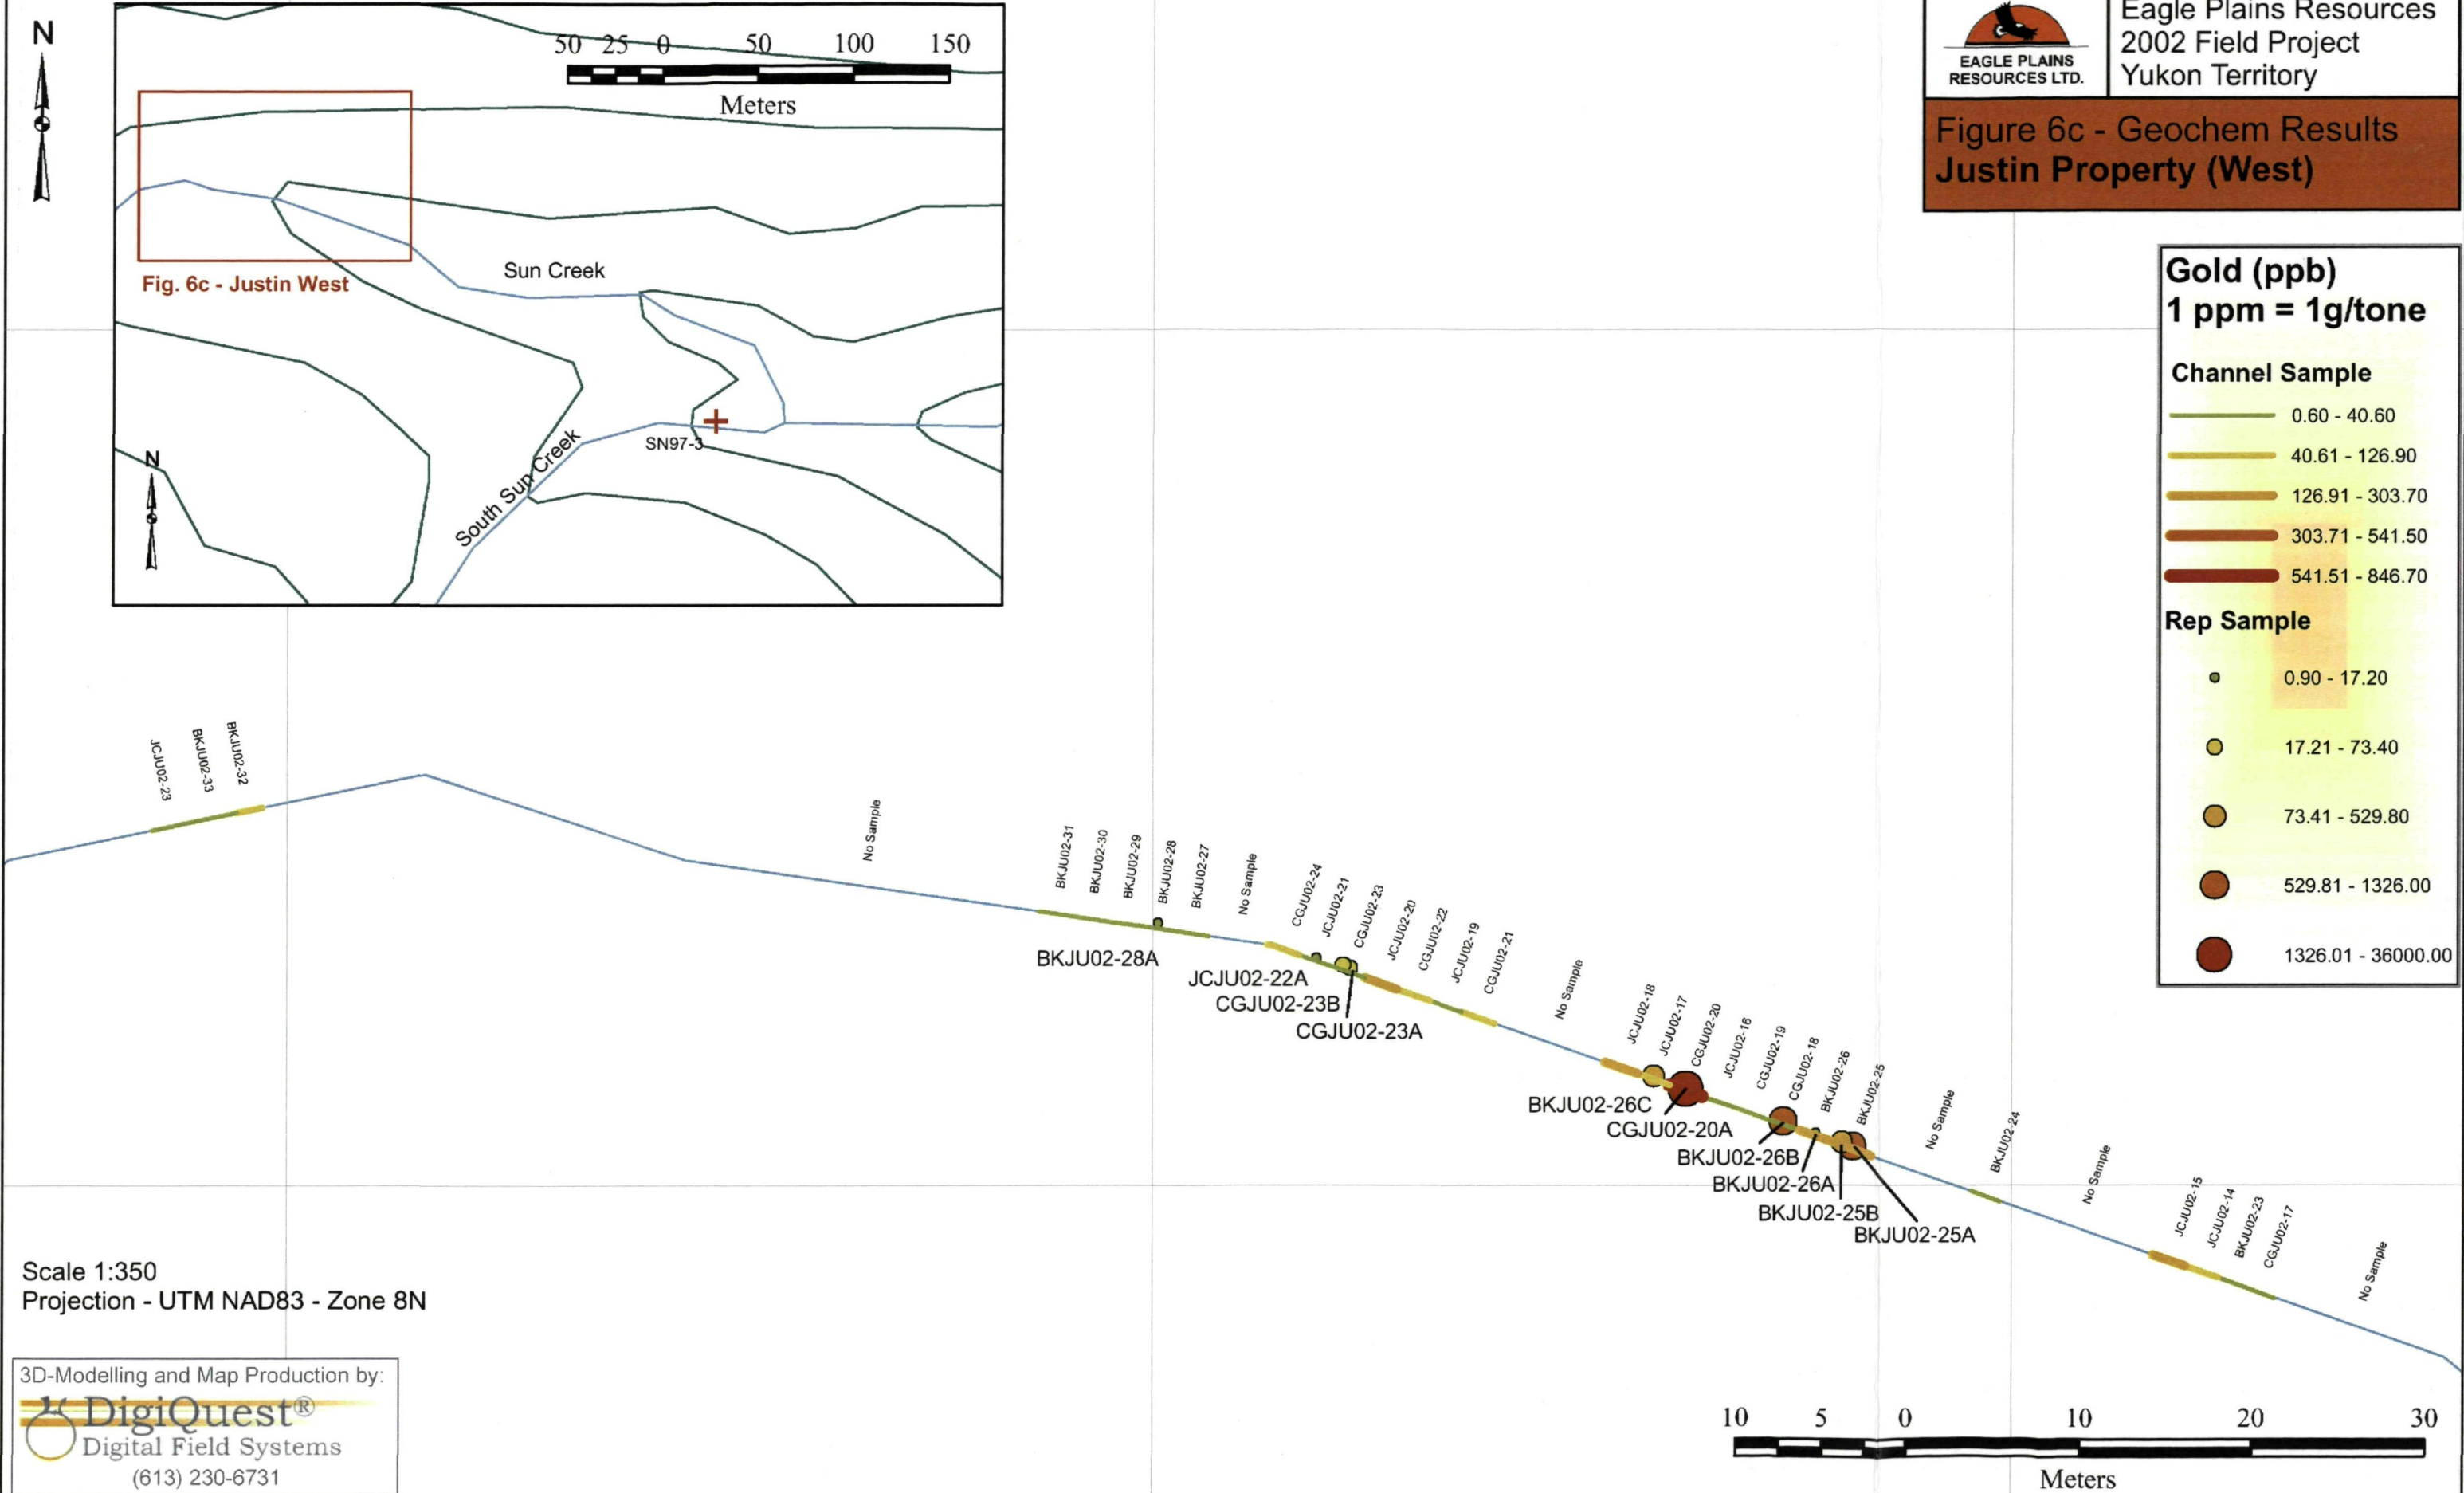 N
50 25 0 50 100 150
Meters
Fig. 6c - Justin West
Sun Creek
South Sun Creek
SN97-3
N
EAGLE PLAINS
RESOURCES LTD.
Eagle Plains Resources
2002 Field Project
Yukon Territory
Figure 6c - Geochem Results
Justin Property (West)
Gold (ppb)
1 ppm = 1g/tone
Channel Sample
0.60 - 40.60
40.61 - 126.90
126.91 - 303.70
303.71 - 541.50
541.51 - 846.70
Rep Sample
0.90 - 17.20
17.21 - 73.40
73.41 - 529.80
529.81 - 1326.00
1326.01 - 36000.00
JCJU02-23
BKJU02-33
BKJU02-32
No Sample
BKJU02-31
BKJU02-30
BKJU02-29
BKJU02-28
BKJU02-27
No Sample
CGJU02-24
JCJU02-21
CGJU02-23
JCJU02-20
CGJU02-22
JCJU02-19
CGJU02-21
No Sample
JCJU02-18
JCJU02-17
CGJU02-20
JCJU02-16
CGJU02-19
CGJU02-18
BKJU02-26
BKJU02-25
No Sample
BKJU02-24
No Sample
JCJU02-15
JCJU02-14
BKJU02-23
CGJU02-17
No Sample
BKJU02-28A
JCJU02-22A
CGJU02-23B
CGJU02-23A
BKJU02-26C
CGJU02-20A
BKJU02-26B
BKJU02-26A
BKJU02-25B
BKJU02-25A
Scale 1:350
Projection - UTM NAD83 - Zone 8N
3D-Modelling and Map Production by:
DigiQuest®
Digital Field Systems
(613) 230-6731
10 5 0 10 20 30
Meters